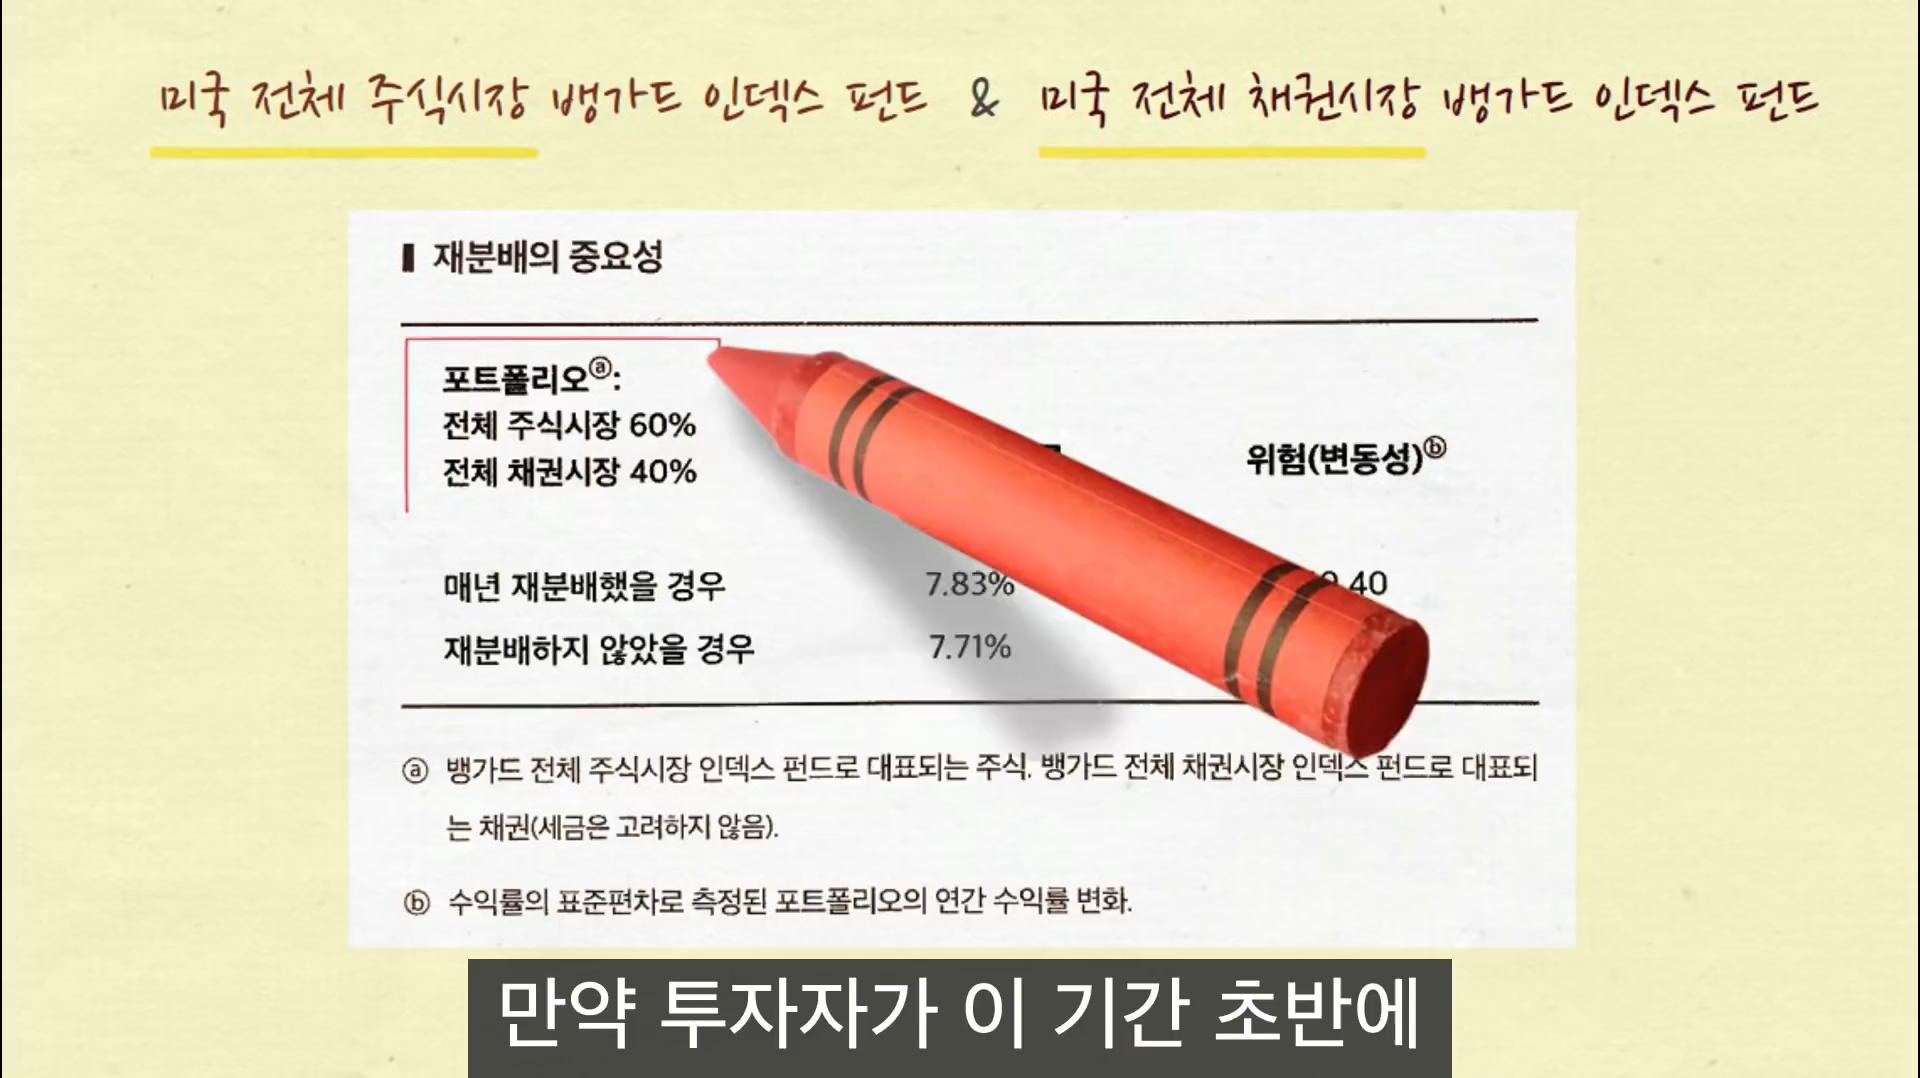 미국 전체 주식시장 뱅가드 인덱스 펀드 & 미국 전체 채권시장 뱅가드 인덱스 펀드
재분배의 중요성
포트폴리오ⓐ:
전체 주식시장 60%
전체 채권시장 40%
위험(변동성)ⓑ
매년 재분배했을 경우 7.83% 40
재분배하지 않았을 경우 7.71%
ⓐ 뱅가드 전체 주식시장 인덱스 펀드로 대표되는 주식. 뱅가드 전체 채권시장 인덱스 펀드로 대표되
는 채권(세금은 고려하지 않음).
ⓑ 수익률의 표준편차로 측정된 포트폴리오의 연간 수익률 변화.
만약 투자자가 이 기간 초반에